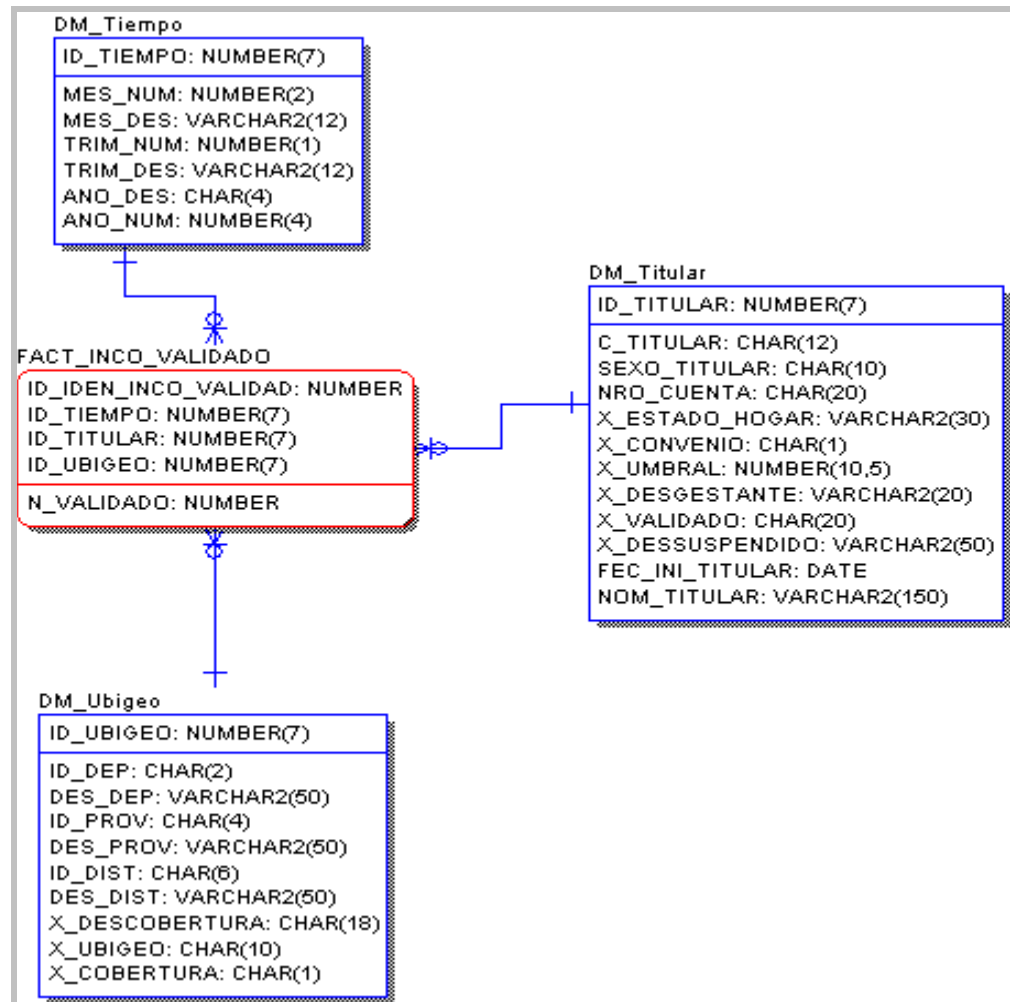 DM_Tiempo
ID_TIEMPO: NUMBER(7)
MES_NUM: NUMBER(2)
MES_DES: VARCHAR2(12)
TRIM_NUM: NUMBER(1)
TRIM_DES: VARCHAR2(12)
ANO_DES: CHAR(4)
ANO_NUM: NUMBER(4)
FACT_INCO_VALIDADO
ID_IDEN_INCO_VALIDAD: NUMBER
ID_TIEMPO: NUMBER(7)
ID_TITULAR: NUMBER(7)
ID_UBIGEO: NUMBER(7)
N_VALIDADO: NUMBER
DM_Titular
ID_TITULAR: NUMBER(7)
C_TITULAR: CHAR(12)
SEXO_TITULAR: CHAR(10)
NRO_CUENTA: CHAR(20)
X_ESTADO_HOGAR: VARCHAR2(30)
X_CONVENIO: CHAR(1)
X_UMBRAL: NUMBER(10,5)
X_DESGESTANTE: VARCHAR2(20)
X_VALIDADO: CHAR(20)
X_DESSUSPENDIDO: VARCHAR2(50)
FEC_INI_TITULAR: DATE
NOM_TITULAR: VARCHAR2(150)
DM_Ubigeo
ID_UBIGEO: NUMBER(7)
ID_DEP: CHAR(2)
DES_DEP: VARCHAR2(50)
ID_PROV: CHAR(4)
DES_PROV: VARCHAR2(50)
ID_DIST: CHAR(6)
DES_DIST: VARCHAR2(50)
X_DESCOBERTURA: CHAR(18)
X_UBIGEO: CHAR(10)
X_COBERTURA: CHAR(1)